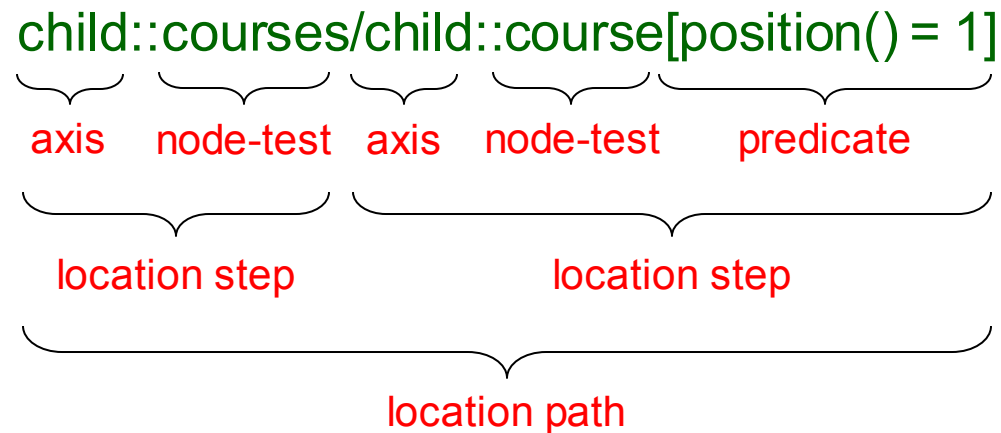 child::courses/child::course[position() = 1]
axis node-test axis node-test predicate
location step location step
location path